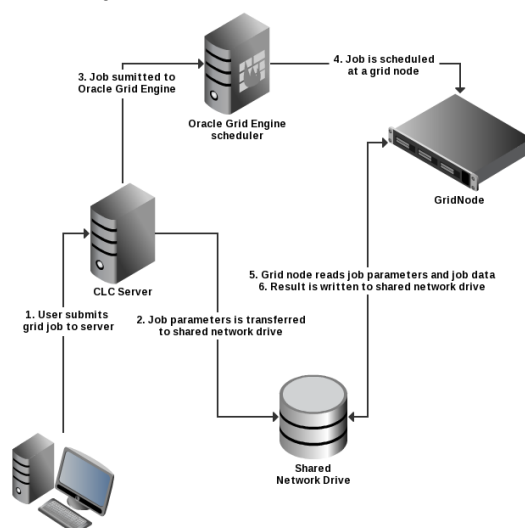 3. Job sumitted to
Oracle Grid Engine
4. Job is scheduled
at a grid node
Oracle Grid Engine
scheduler
GridNode
CLC Server
1. User submits
grid job to server
2. Job parameters is transferred
to shared network drive
5. Grid node reads job parameters and job data
6. Result is written to shared network drive
Shared
Network Drive